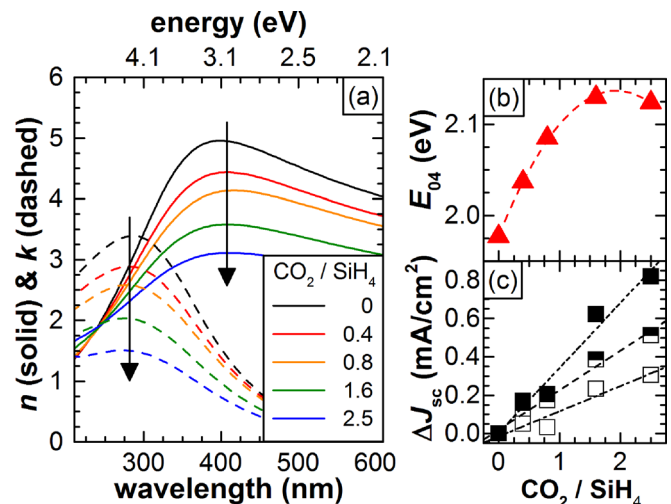 energy (eV)
4.1 3.1 2.5 2.1
6
5
4
3
2
1
0
n (solid) & k (dashed)
(a)
CO2 / SiH4
0
0.4
0.8
1.6
2.5
300 400 500 600
wavelength (nm)
(b)
2.13
1.98
E04 (eV)
(c)
0.8
0.6
0.4
0.2
0.0
ΔJsc (mA/cm²)
0 1 2
CO2 / SiH4